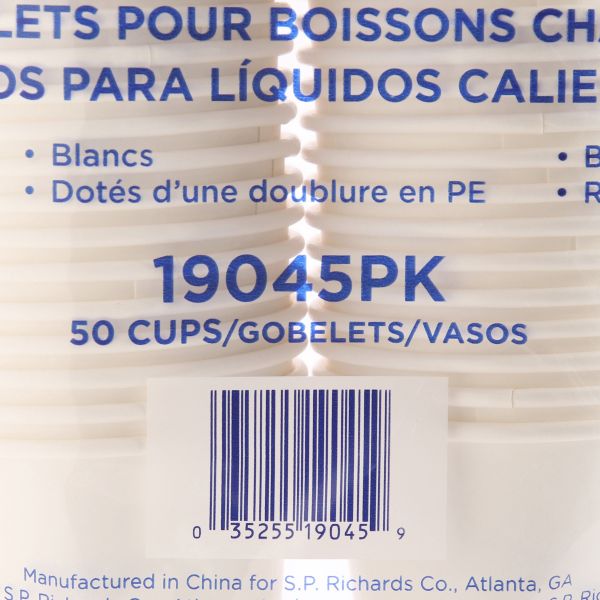 LETS POUR BOISSONS CHA
OS PARA LÍQUIDOS CALIE
• Blancs
• B
• Dotés d'une doublure en PE
• R
19045PK
50 CUPS/GOBELETS/VASOS
0 35255 19045 9
Manufactured in China for S.P. Richards Co., Atlanta, GA
S.P. Richards